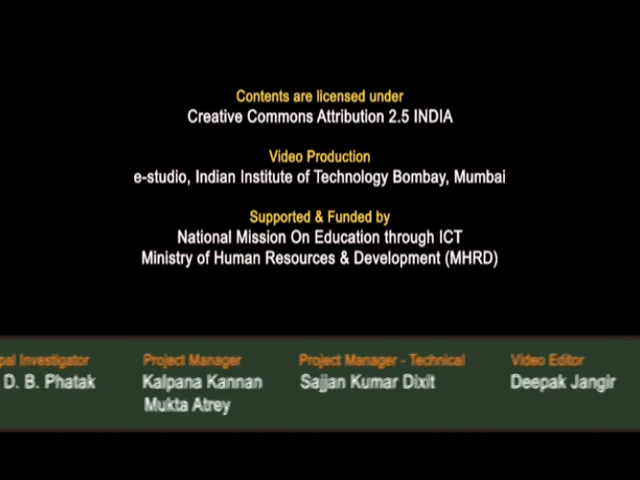 Contents are licensed under
Creative Commons Attribution 2.5 INDIA
Video Production
e-studio, Indian Institute of Technology Bombay, Mumbai
Supported & Funded by
National Mission On Education through ICT
Ministry of Human Resources & Development (MHRD)
pal Investigator
D. B. Phatak
Project Manager
Kalpana Kannan
Mukta Atrey
Project Manager - Technical
Sajjan Kumar Dixit
Video Editor
Deepak Jangir